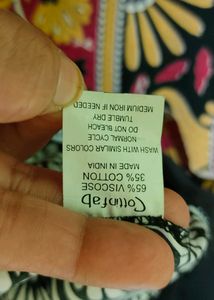 Cottinfab
65% VISCOSE
35% COTTON
MADE IN INDIA
WASH WITH SIMILAR COLORS
NORMAL CYCLE
DO NOT BLEACH
TUMBLE DRY
MEDIUM IRON IF NEEDED